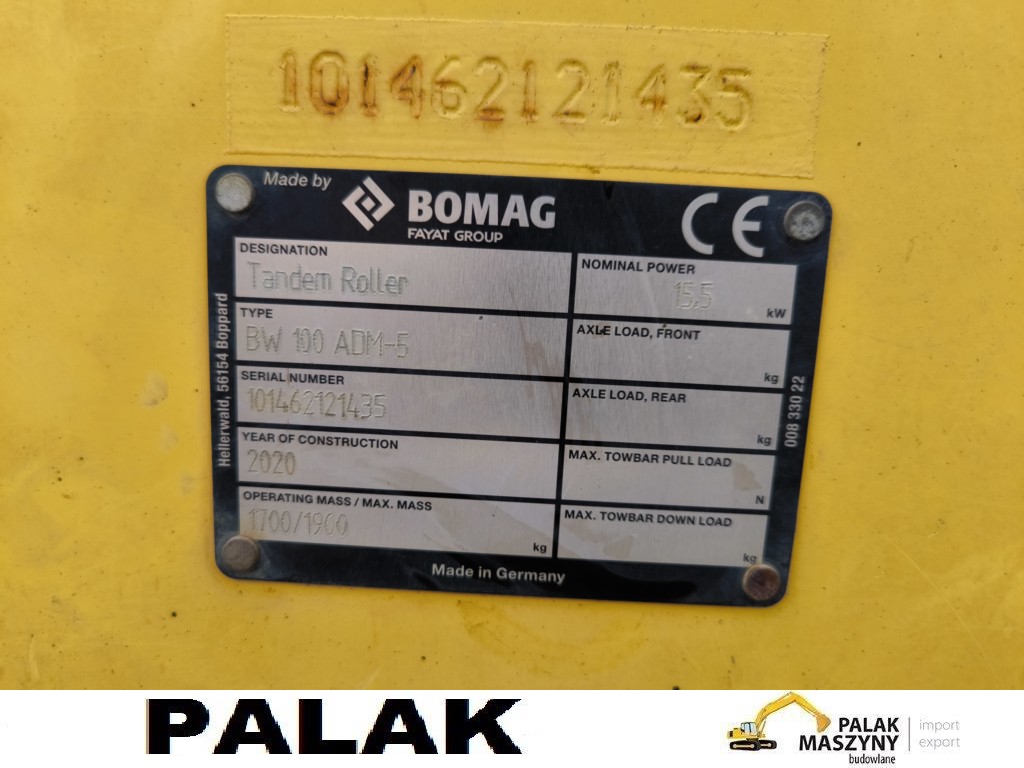 101462121435
Made by
BOMAG
FAYAT GROUP
CE
DESIGNATION
Tandem Roller
TYPE
BW 100 ADM-5
SERIAL NUMBER
101462121435
YEAR OF CONSTRUCTION
2020
OPERATING MASS / MAX. MASS
1700/1900
kg
NOMINAL POWER
15,5
kW
AXLE LOAD, FRONT
kg
AXLE LOAD, REAR
kg
MAX. TOWBAR PULL LOAD
N
MAX. TOWBAR DOWN LOAD
kg
Hellerwald, 56154 Boppard
008 330 22
Made in Germany
PALAK
PALAK
MASZYNY
budowlane
import
export